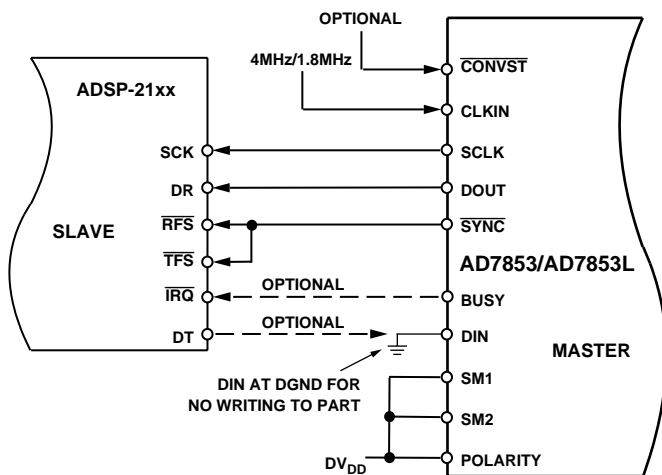 OPTIONAL
4MHz/1.8MHz
CONVST
ADSP-21xx
CLKIN
SCK
SCLK
DR
DOUT
RFS
SYNC
SLAVE
TFS
AD7853/AD7853L
IRQ
OPTIONAL
BUSY
DT
OPTIONAL
DIN
MASTER
DIN AT DGND FOR
NO WRITING TO PART
SM1
SM2
DVDD
POLARITY